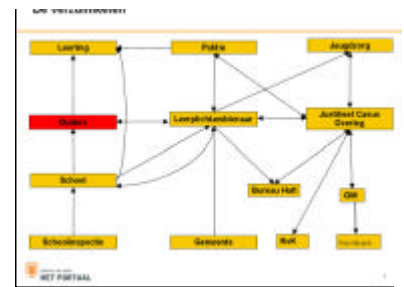 De verzuimketen
Leerling
Politie
Jeugdzorg
Ouders
Leerplichtambtenaar
Justitieel Casus
Overleg
School
Bureau Halt
OM
Schoolinspectie
Gemeente
RvK
HET PORTAAL